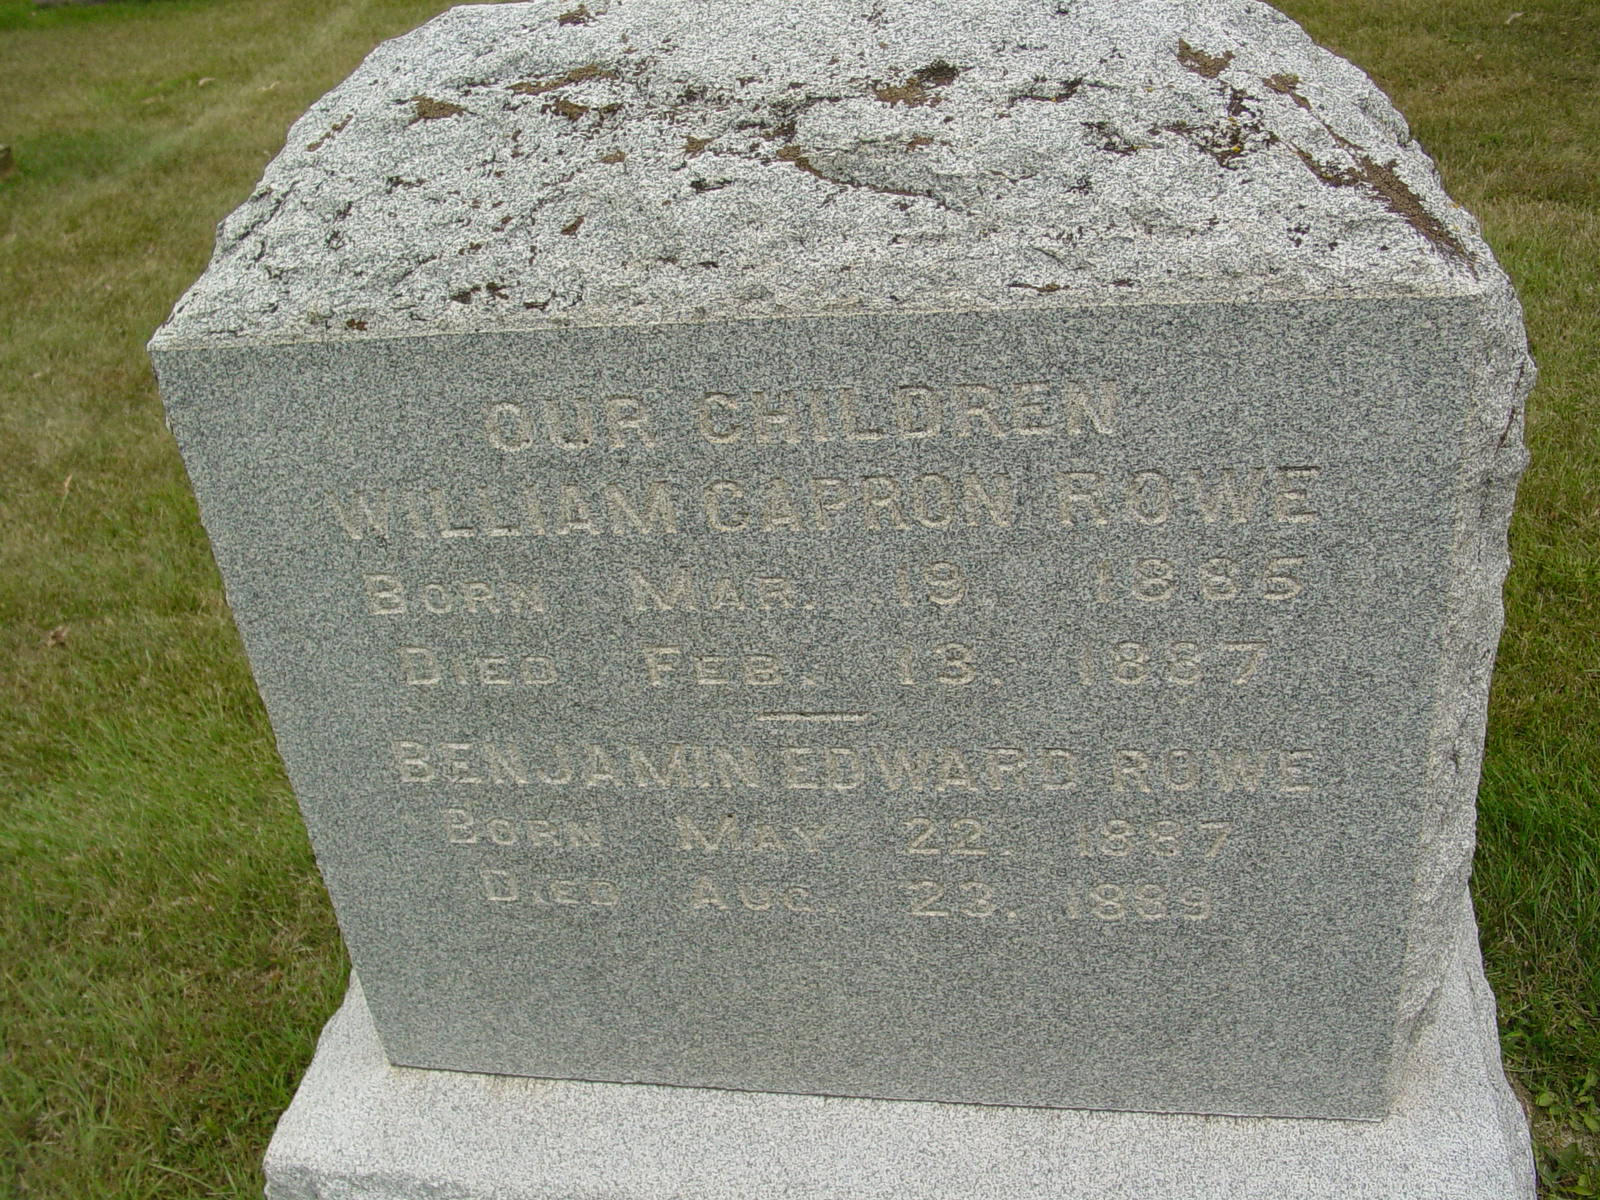 OUR CHILDREN
WILLIAM CAPRON ROWE
BORN MAR. 19. 1885
DIED FEB. 13. 1887
BENJAMIN EDWARD ROWE
BORN MAY 22. 1887
DIED AUG. 23. 1889